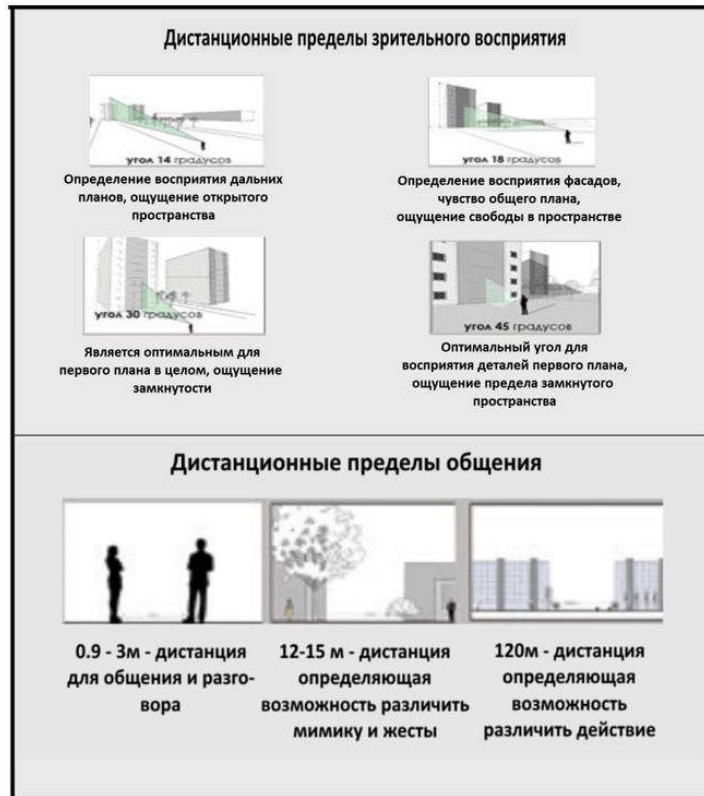 Дистанционные пределы зрительного восприятия
угол 14 градусов
Определение восприятия дальних
планов, ощущение открытого
пространства
угол 18 градусов
Определение восприятия фасадов,
чувство общего плана,
ощущение свободы в пространстве
угол 30 градусов
Является оптимальным для
первого плана в целом, ощущение
замкнутости
угол 45 градусов
Оптимальный угол для
восприятия деталей первого плана,
ощущение предела замкнутого
пространства
Дистанционные пределы общения
0.9 - 3м - дистанция
для общения и разго-
вора
12-15 м - дистанция
определяющая
возможность различить
мимику и жесты
120м - дистанция
определяющая
возможность
различить действие